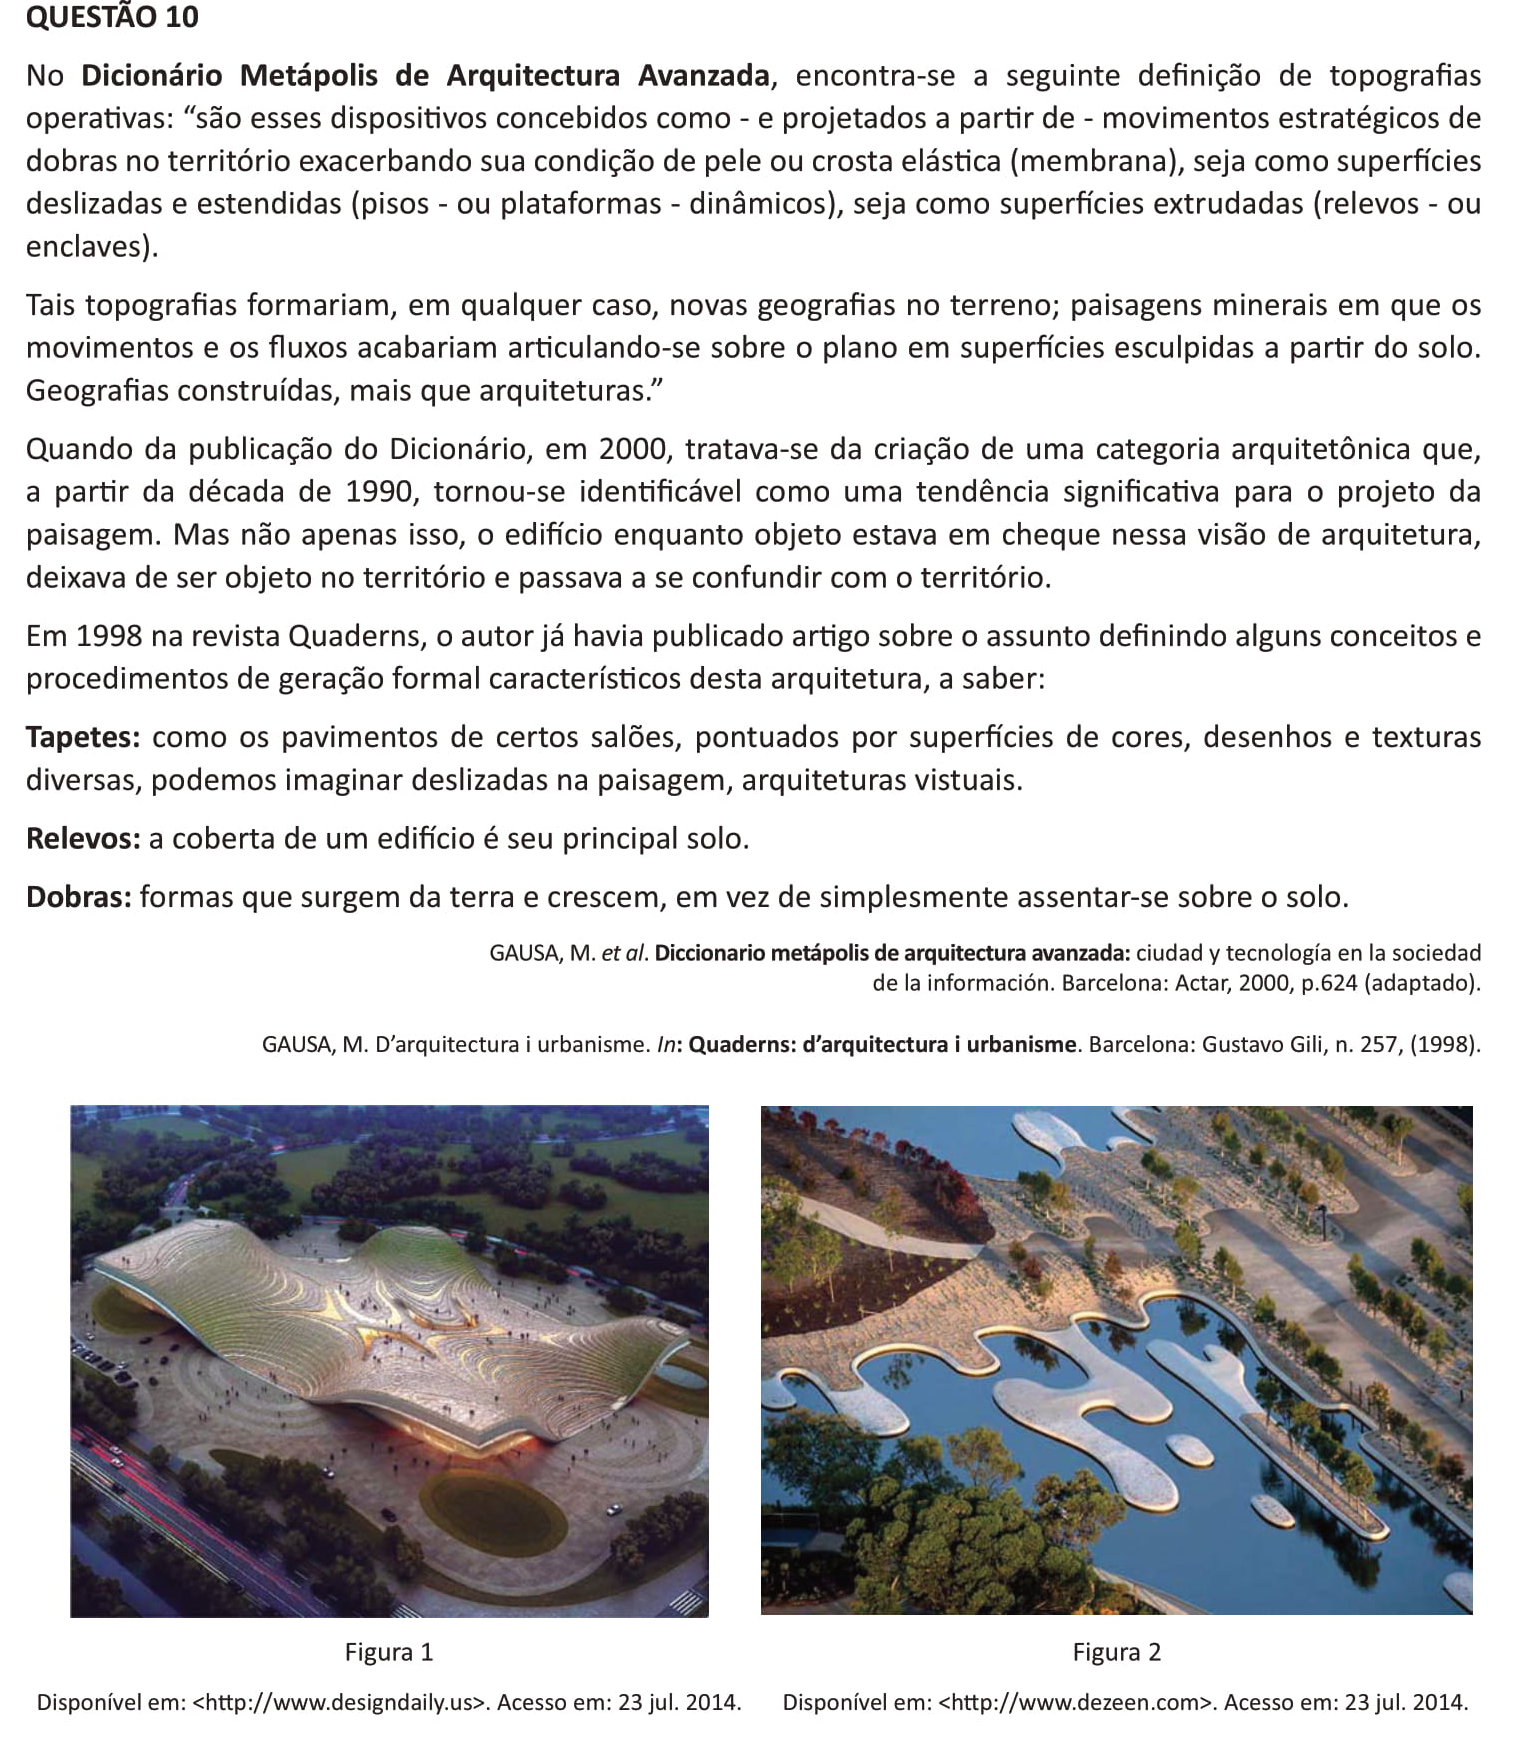 QUESTÃO 10
No Dicionário Metápolis de Arquitectura Avanzada, encontra-se a seguinte definição de topografias
operativas: “são esses dispositivos concebidos como - e projetados a partir de - movimentos estratégicos de
dobras no território exacerbando sua condição de pele ou crosta elástica (membrana), seja como superfícies
deslizadas e estendidas (pisos - ou plataformas - dinâmicos), seja como superfícies extrudadas (relevos - ou
enclaves).
Tais topografias formariam, em qualquer caso, novas geografias no terreno; paisagens minerais em que os
movimentos e os fluxos acabariam articulando-se sobre o plano em superfícies esculpidas a partir do solo.
Geografias construídas, mais que arquiteturas.”
Quando da publicação do Dicionário, em 2000, tratava-se da criação de uma categoria arquitetônica que,
a partir da década de 1990, tornou-se identificável como uma tendência significativa para o projeto da
paisagem. Mas não apenas isso, o edifício enquanto objeto estava em cheque nessa visão de arquitetura,
deixava de ser objeto no território e passava a se confundir com o território.
Em 1998 na revista Quaderns, o autor já havia publicado artigo sobre o assunto definindo alguns conceitos e
procedimentos de geração formal característicos desta arquitetura, a saber:
Tapetes: como os pavimentos de certos salões, pontuados por superfícies de cores, desenhos e texturas
diversas, podemos imaginar deslizadas na paisagem, arquiteturas vistuais.
Relevos: a coberta de um edifício é seu principal solo.
Dobras: formas que surgem da terra e crescem, em vez de simplesmente assentar-se sobre o solo.
GAUSA, M. et al. Diccionario metápolis de arquitectura avanzada: ciudad y tecnología en la sociedad
de la información. Barcelona: Actar, 2000, p.624 (adaptado).
GAUSA, M. D’arquitectura i urbanisme. In: Quaderns: d’arquitectura i urbanisme. Barcelona: Gustavo Gili, n. 257, (1998).
Figura 1
Figura 2
Disponível em: <http://www.designdaily.us>. Acesso em: 23 jul. 2014.
Disponível em: <http://www.dezeen.com>. Acesso em: 23 jul. 2014.